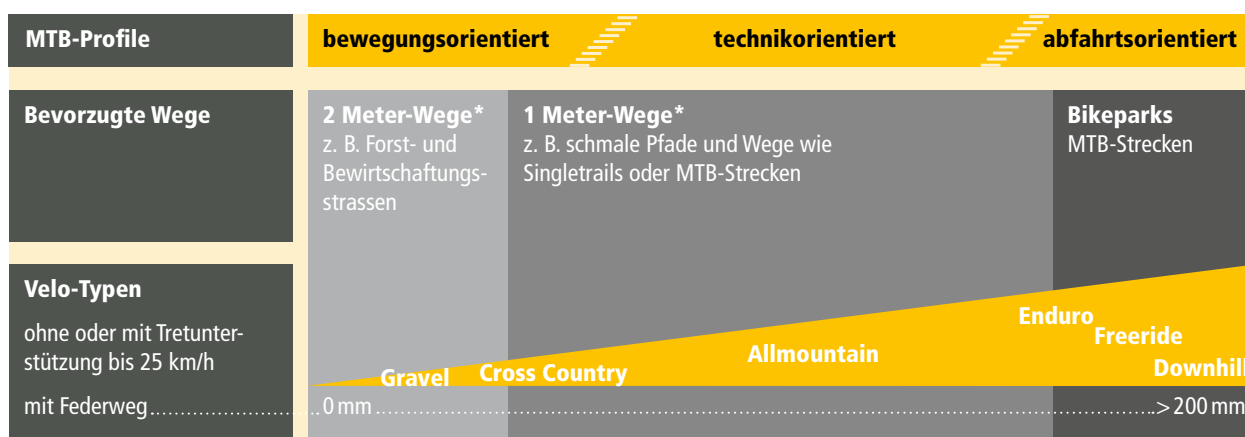 MTB-Profile
bewegungsorientiert
technikorientiert
abfahrtsorientiert
Bevorzugte Wege
2 Meter-Wege*
z. B. Forst- und
Bewirtschaftungs-
strassen
1 Meter-Wege*
z. B. schmale Pfade und Wege wie
Singletrails oder MTB-Strecken
Bikeparks
MTB-Strecken
Velo-Typen
ohne oder mit Tretunter-
stützung bis 25 km/h
Gravel
Cross Country
Allmountain
Enduro
Freeride
Downhill
mit Federweg
0 mm
> 200 mm